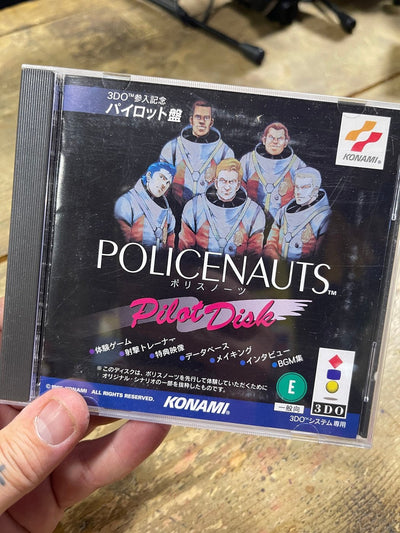 3DO™参入記念
パイロット盤
KONAMI
POLICENAUTS™
ポリスノーツ
Pilot Disk
•体験ゲーム
•射撃トレーナー
•特典映像
•データベース
•メイキング
•インタビュー
•BGM集
※このディスクは、ポリスノーツを先行して体験していただくために
オリジナル・シナリオの一部を抜粋したものです。
KONAMI ALL RIGHTS RESERVED.
KONAMI
E
一般向
3DO
3DO™システム専用